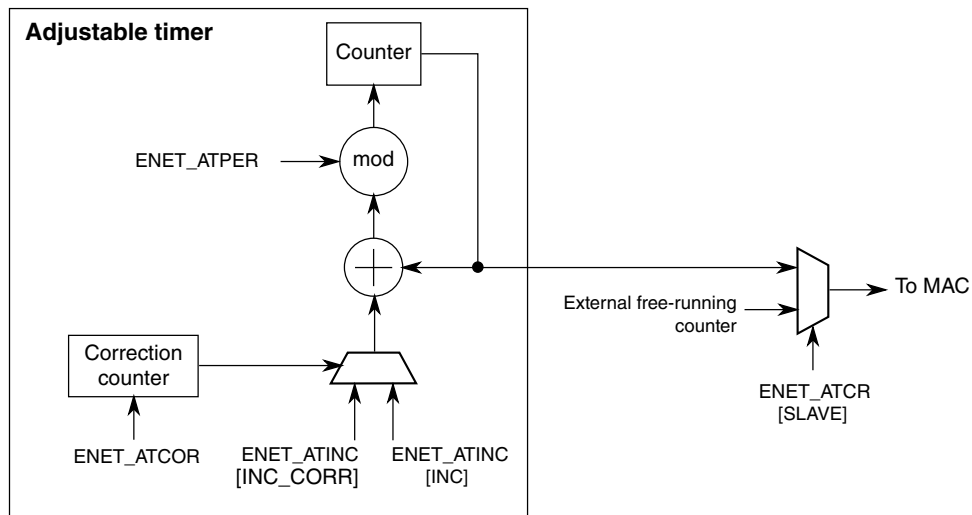 Adjustable timer
Counter
ENET_ATPER
mod
External free-running
counter
To MAC
Correction
counter
ENET_ATCR
[SLAVE]
ENET_ATCOR
ENET_ATINC
[INC_CORR]
ENET_ATINC
[INC]